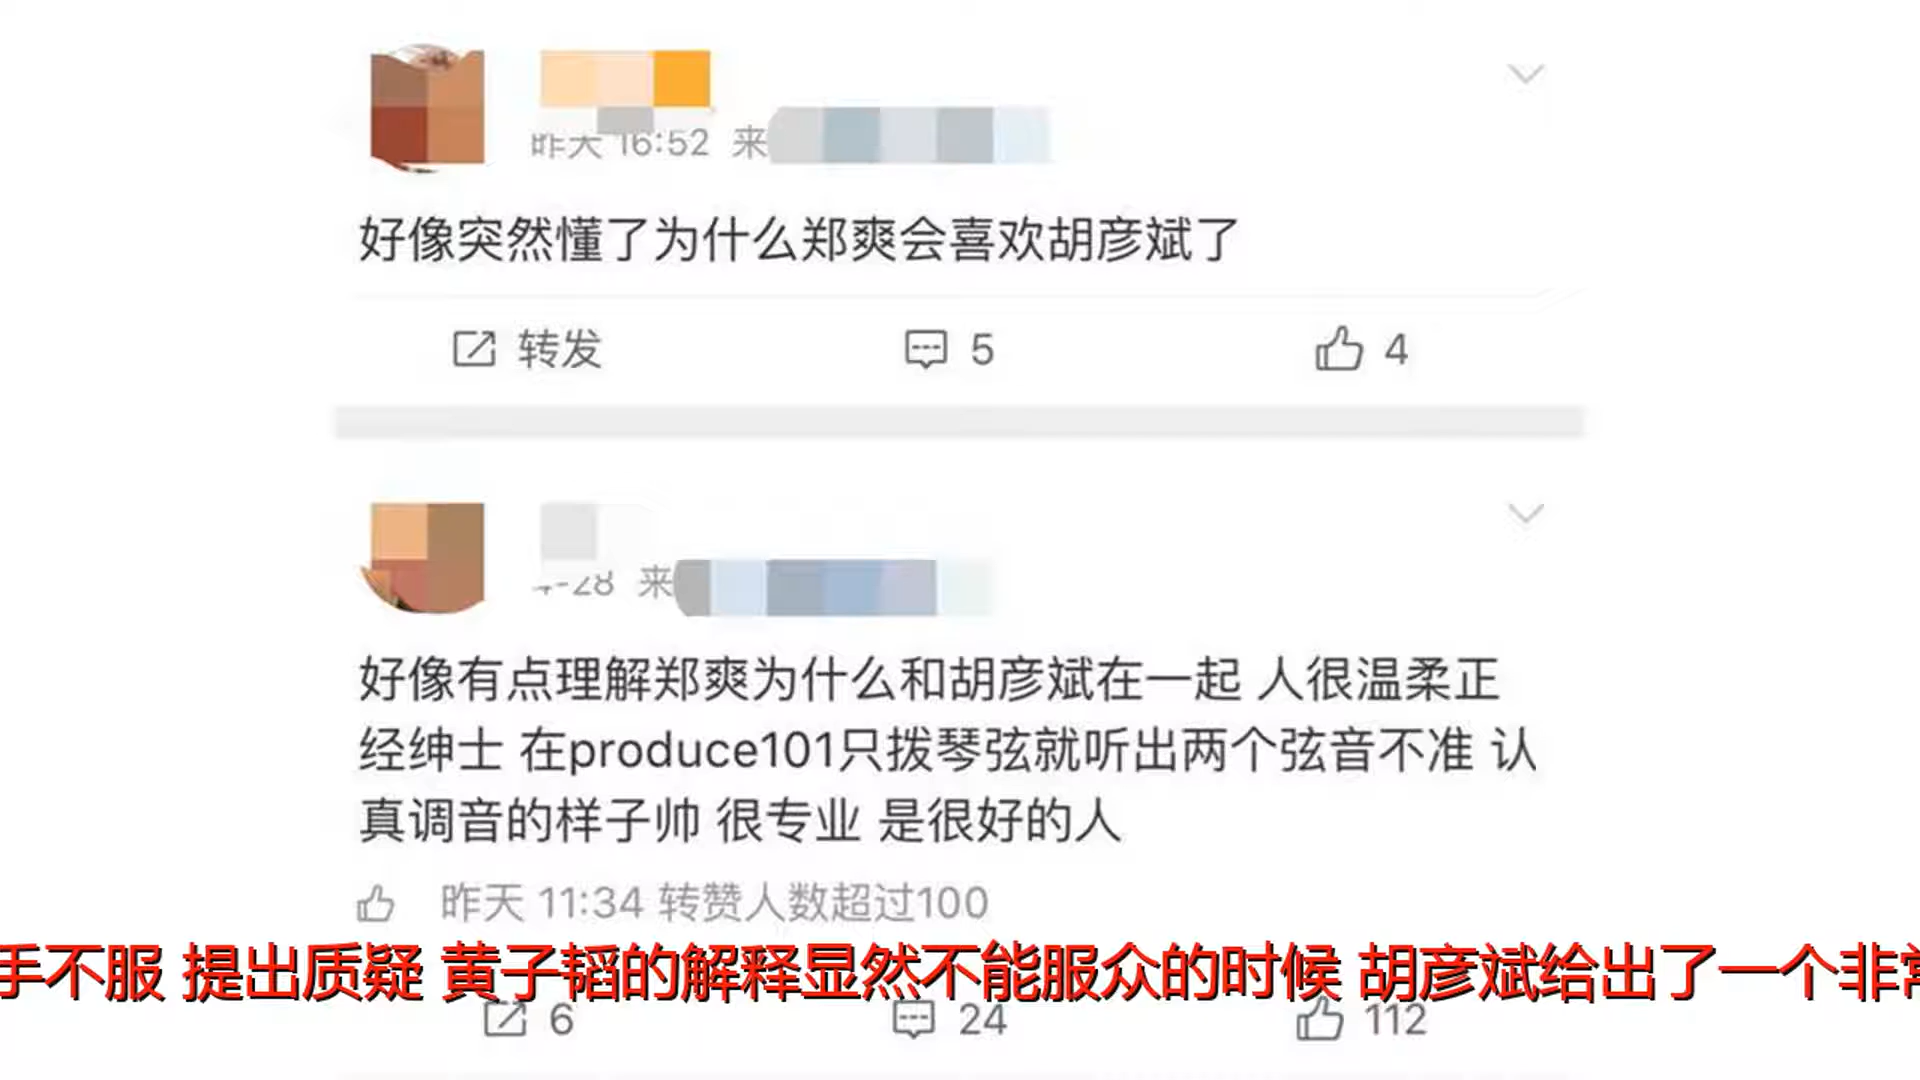 昨天 16:52 来
好像突然懂了为什么郑爽会喜欢胡彦斌了
转发 5 4
4-28 来
好像有点理解郑爽为什么和胡彦斌在一起 人很温柔正
经绅士 在produce101只拨琴弦就听出两个弦音不准 认
真调音的样子帅 很专业 是很好的人
昨天 11:34 转赞人数超过100
手不服 提出质疑 黄子韬的解释显然不能服众的时候 胡彦斌给出了一个非常
6 24 112